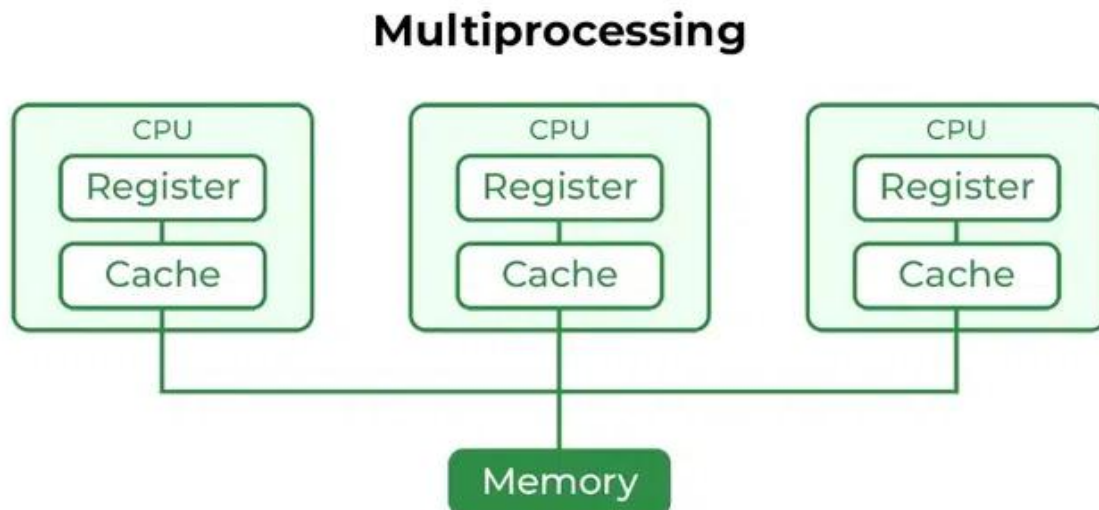 Multiprocessing
CPU CPU CPU
Register Register Register
Cache Cache Cache
Memory